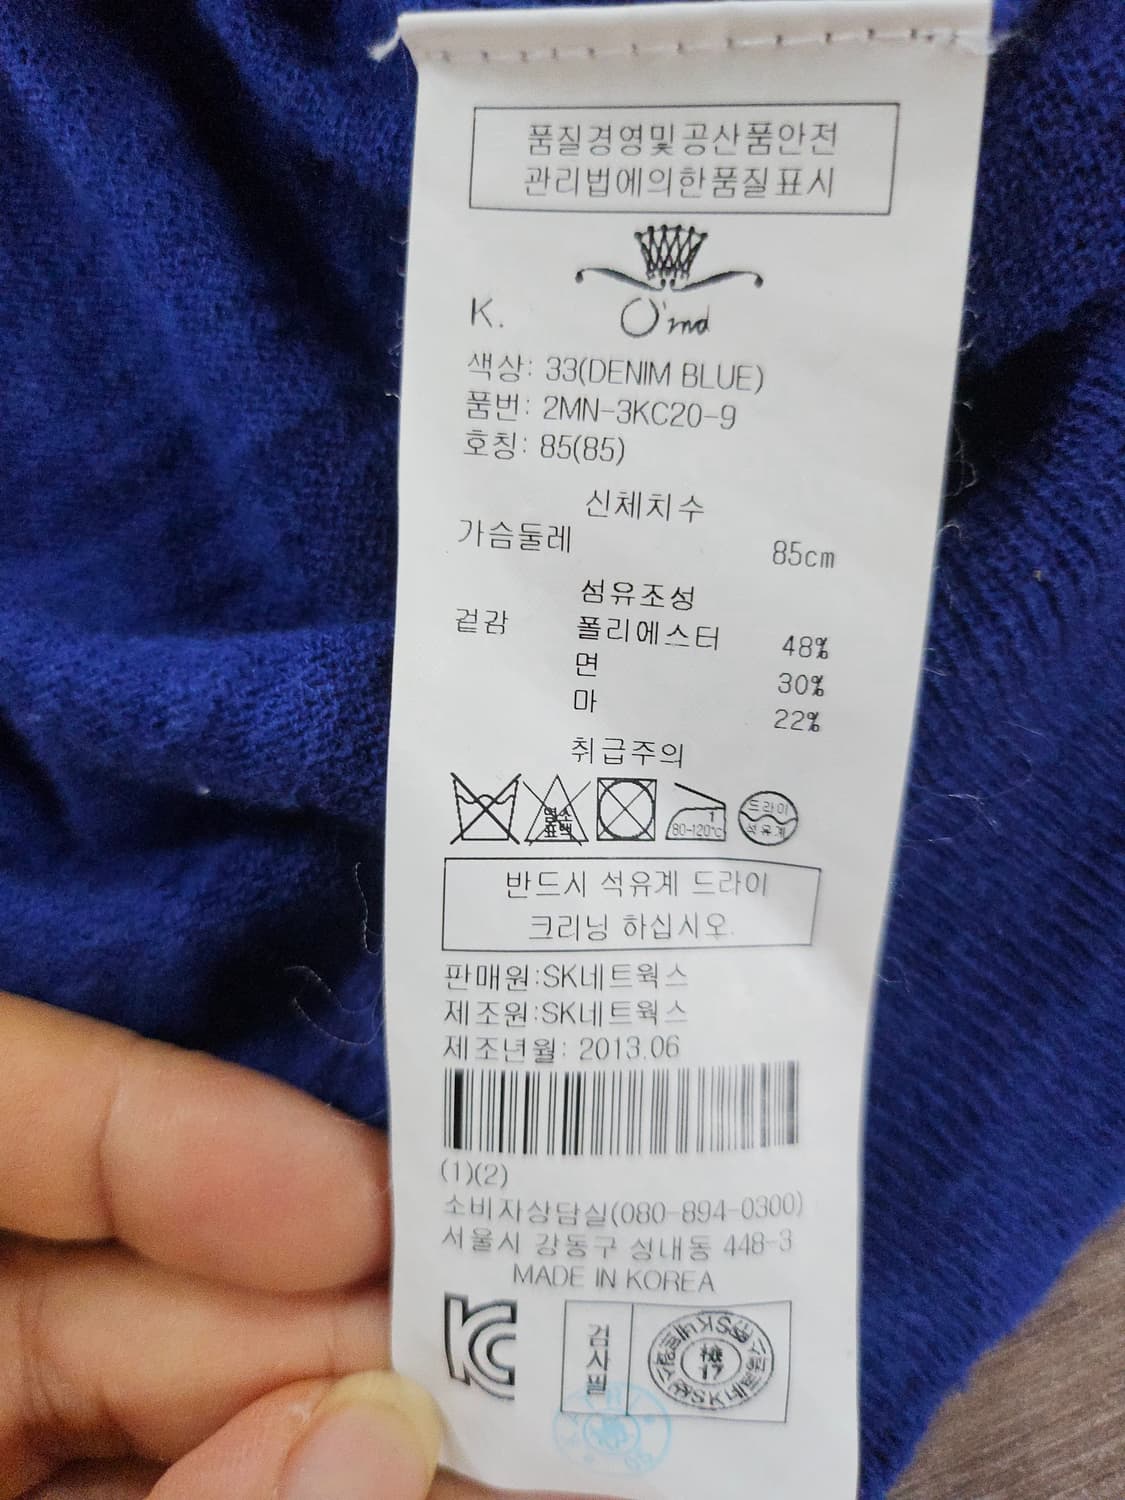 품질경영및공산품안전
관리법에의한품질표시
K.
O'2nd
색상: 33(DENIM BLUE)
품번: 2MN-3KC20-9
호칭: 85(85)
신체치수
가슴둘레 85cm
섬유조성
겉감 폴리에스터 48%
면 30%
마 22%
취급주의
염소
표백
1
80-120℃
드라이
석유계
반드시 석유계 드라이
크리닝 하십시오.
판매원:SK네트웍스
제조원:SK네트웍스
제조년월: 2013.06
(1)(2)
소비자상담실(080-894-0300)
서울시 강동구 성내동 448-3
MADE IN KOREA
검사필
17